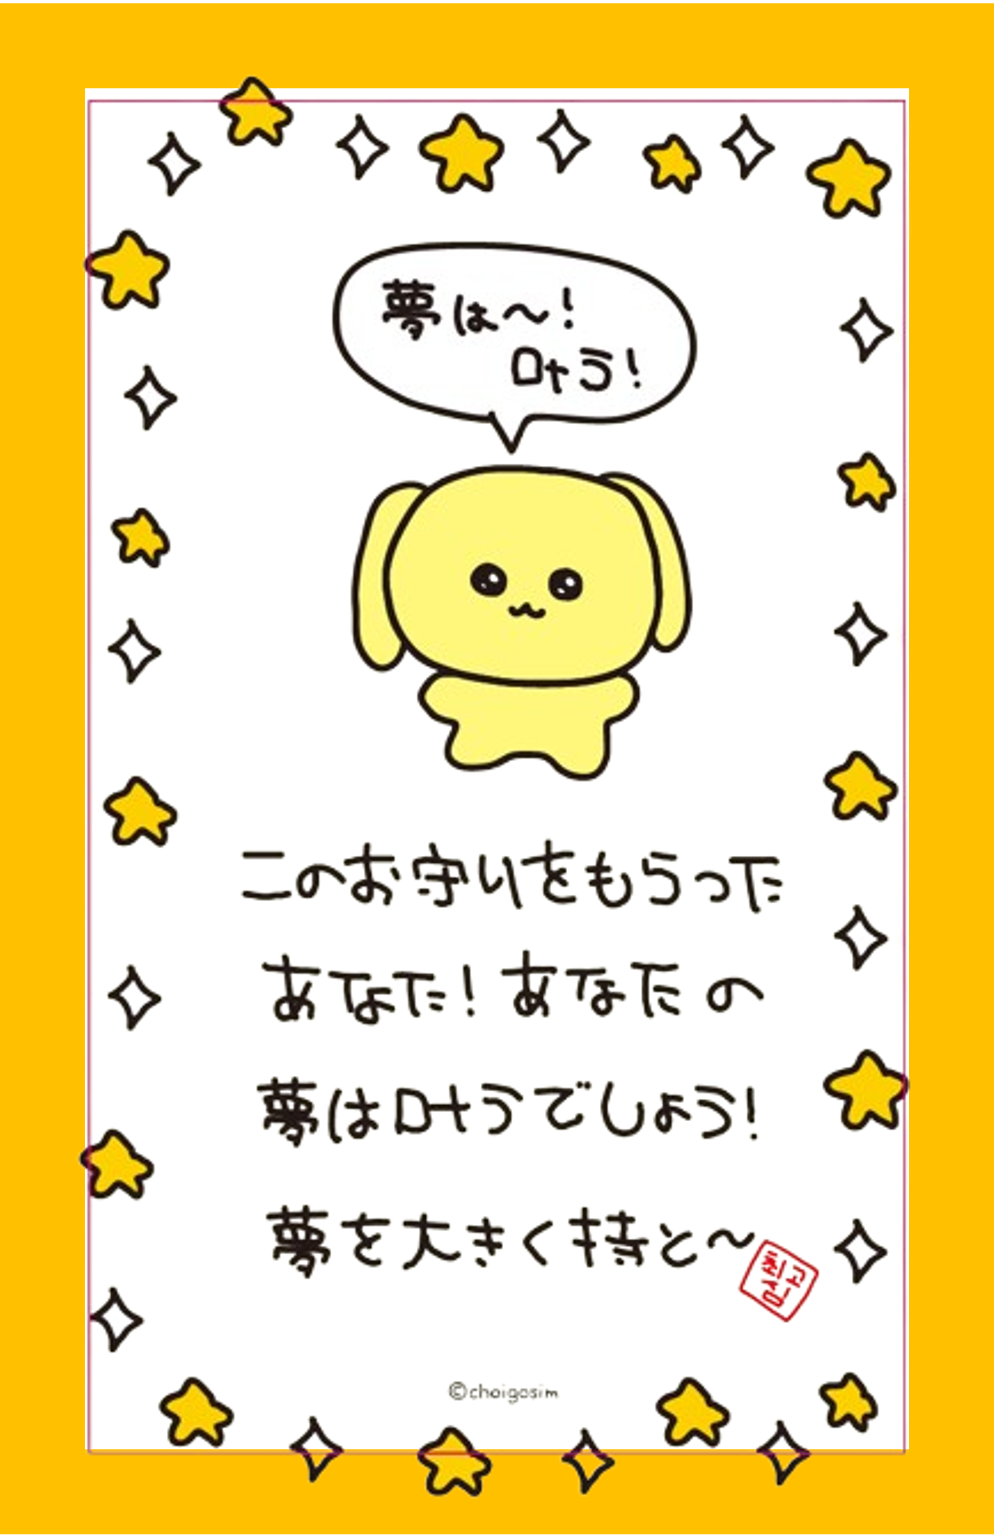 夢は〜!
叶う!
このお守りをもらった
あなた!あなたの
夢は叶うでしょう!
夢を大きく持と〜
최고
심
©choigosim